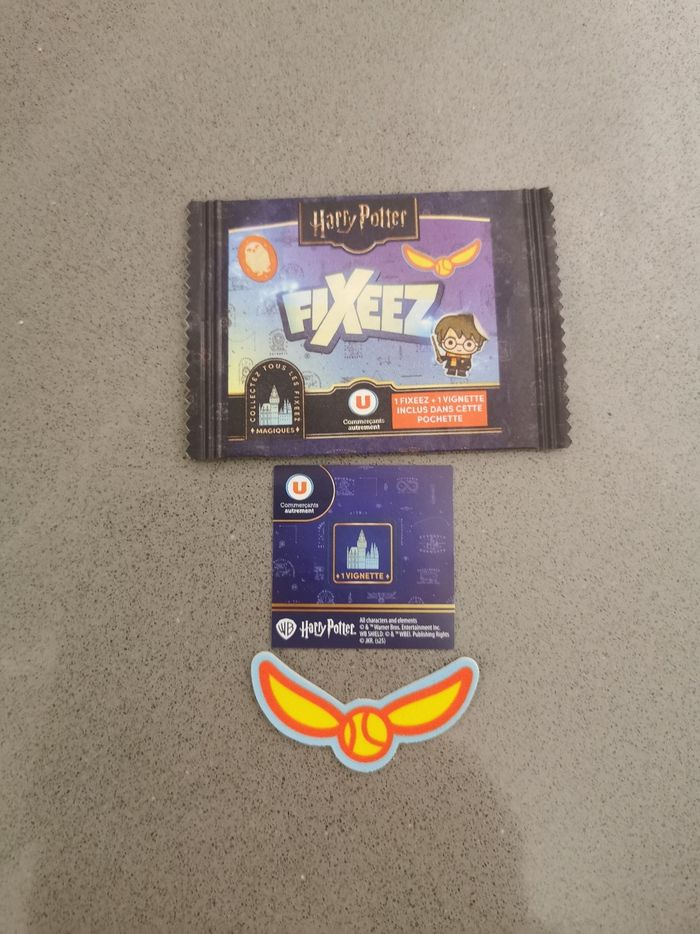 Harry Potter
FIXEEZ
COLLECTEZ TOUS LES FIXEEZ
MAGIQUES
U
Commerçants
autrement
1 FIXEEZ + 1 VIGNETTE
INCLUS DANS CETTE
POCHETTE
U
Commerçants
autrement
1 VIGNETTE
WB
Harry Potter
All characters and elements
© & ™ Warner Bros. Entertainment Inc.
WB SHIELD: © & ™ WBEI. Publishing Rights
© JKR. (s25)